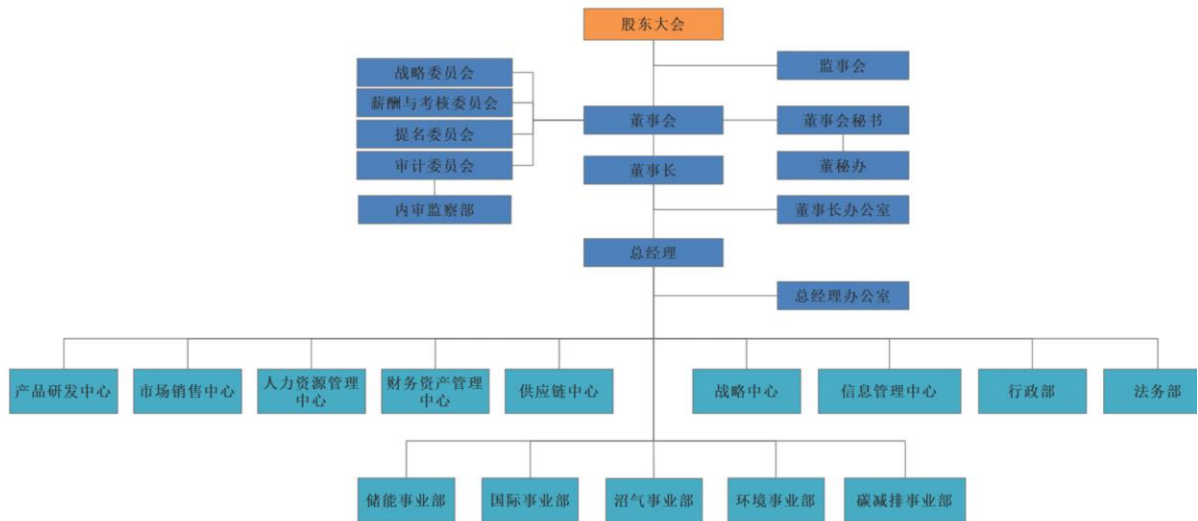 股东大会
监事会
战略委员会
薪酬与考核委员会
提名委员会
审计委员会
内审监察部
董事会
董事会秘书
董秘办
董事长
董事长办公室
总经理
总经理办公室
产品研发中心
市场销售中心
人力资源管理
中心
财务资产管理
中心
供应链中心
战略中心
信息管理中心
行政部
法务部
储能事业部
国际事业部
沼气事业部
环境事业部
碳减排事业部